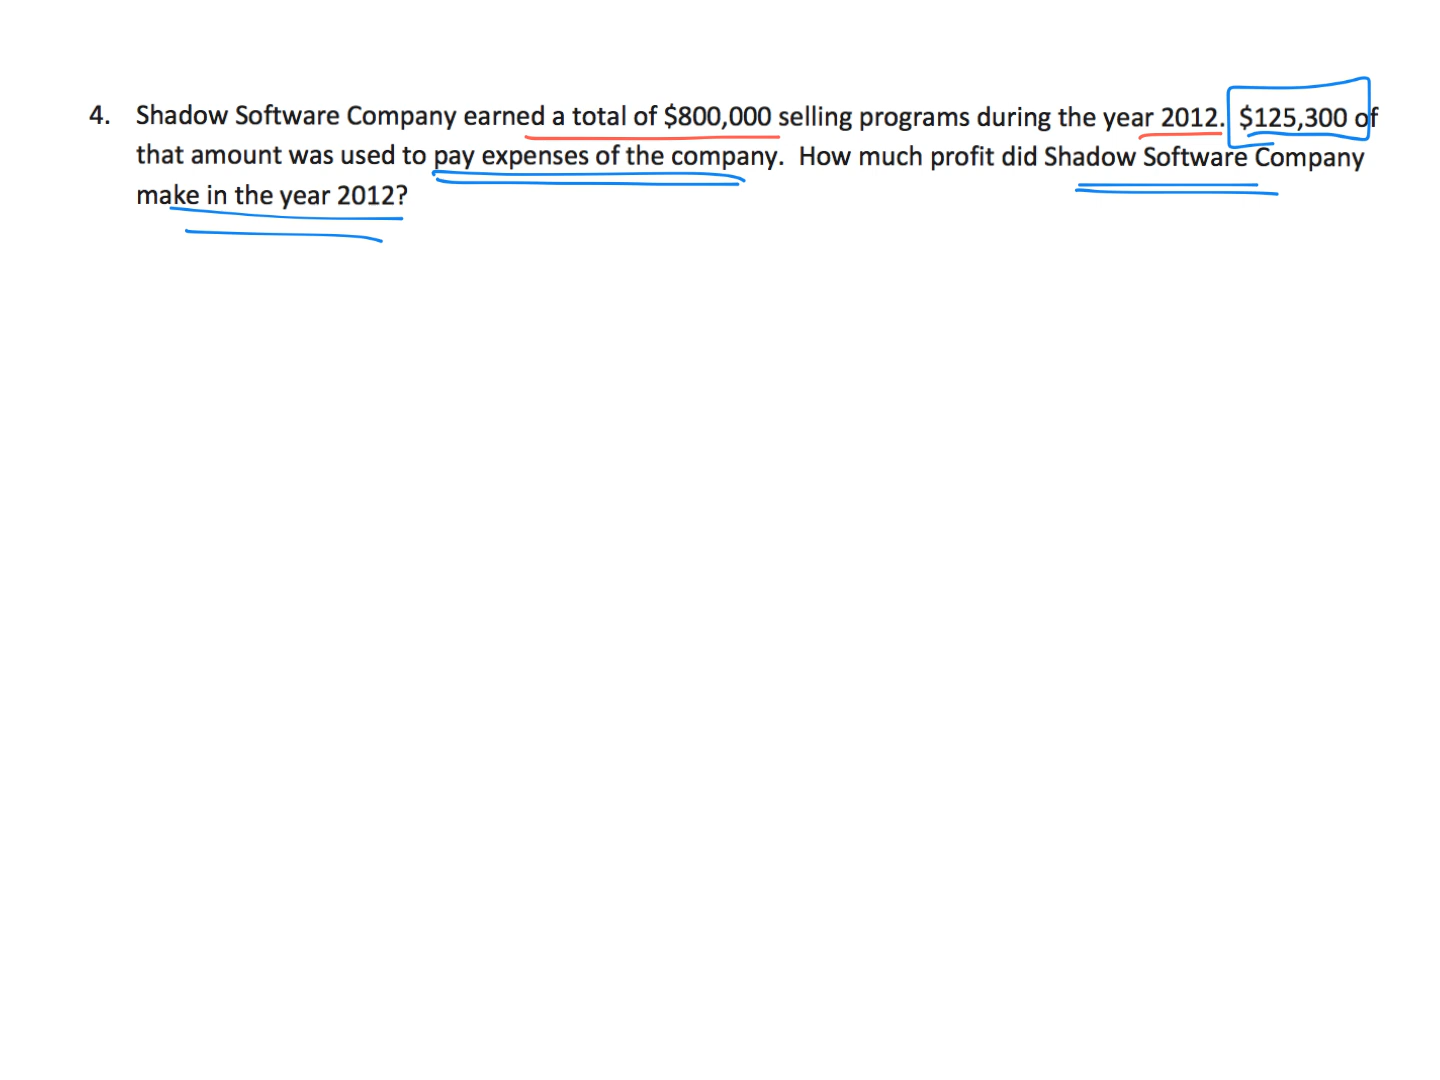 4. Shadow Software Company earned a total of $800,000 selling programs during the year 2012. $125,300 of
that amount was used to pay expenses of the company. How much profit did Shadow Software Company
make in the year 2012?